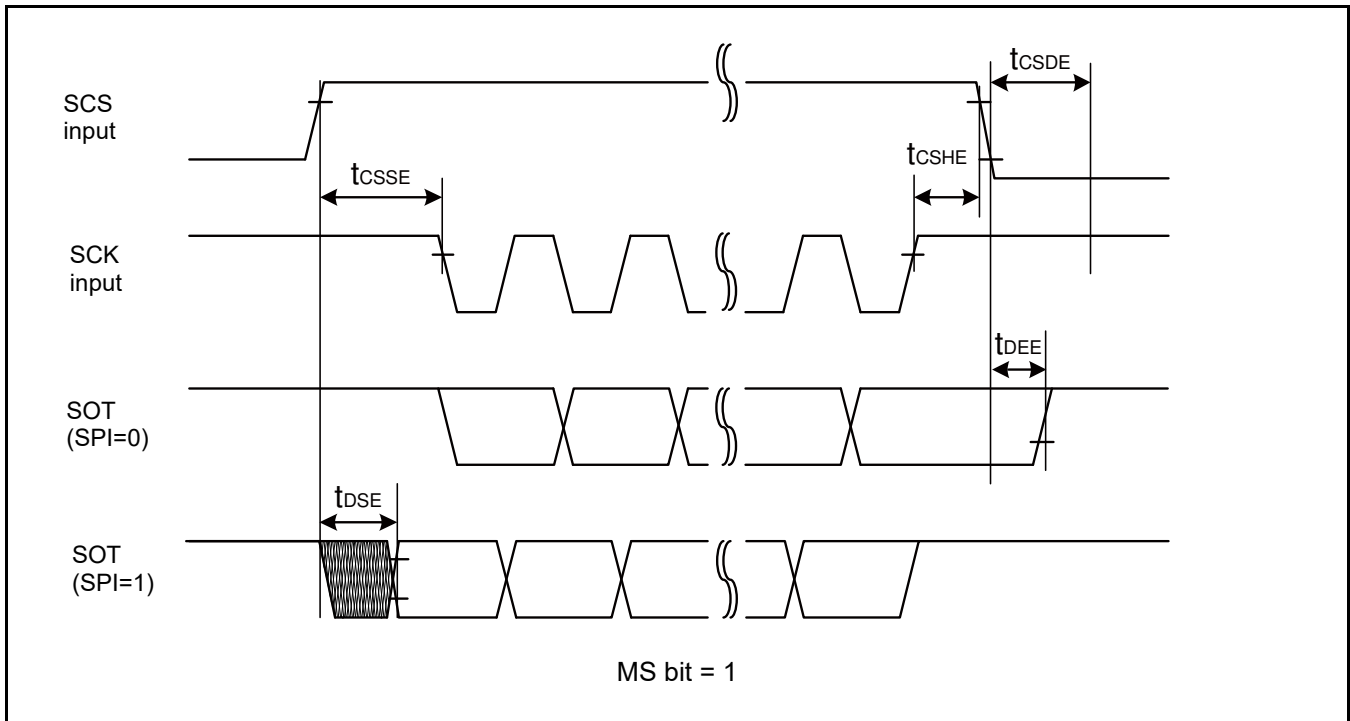 tCSDE
SCS
input
tCSHE
tCSSE
SCK
input
tDEE
SOT
(SPI=0)
tDSE
SOT
(SPI=1)
MS bit = 1